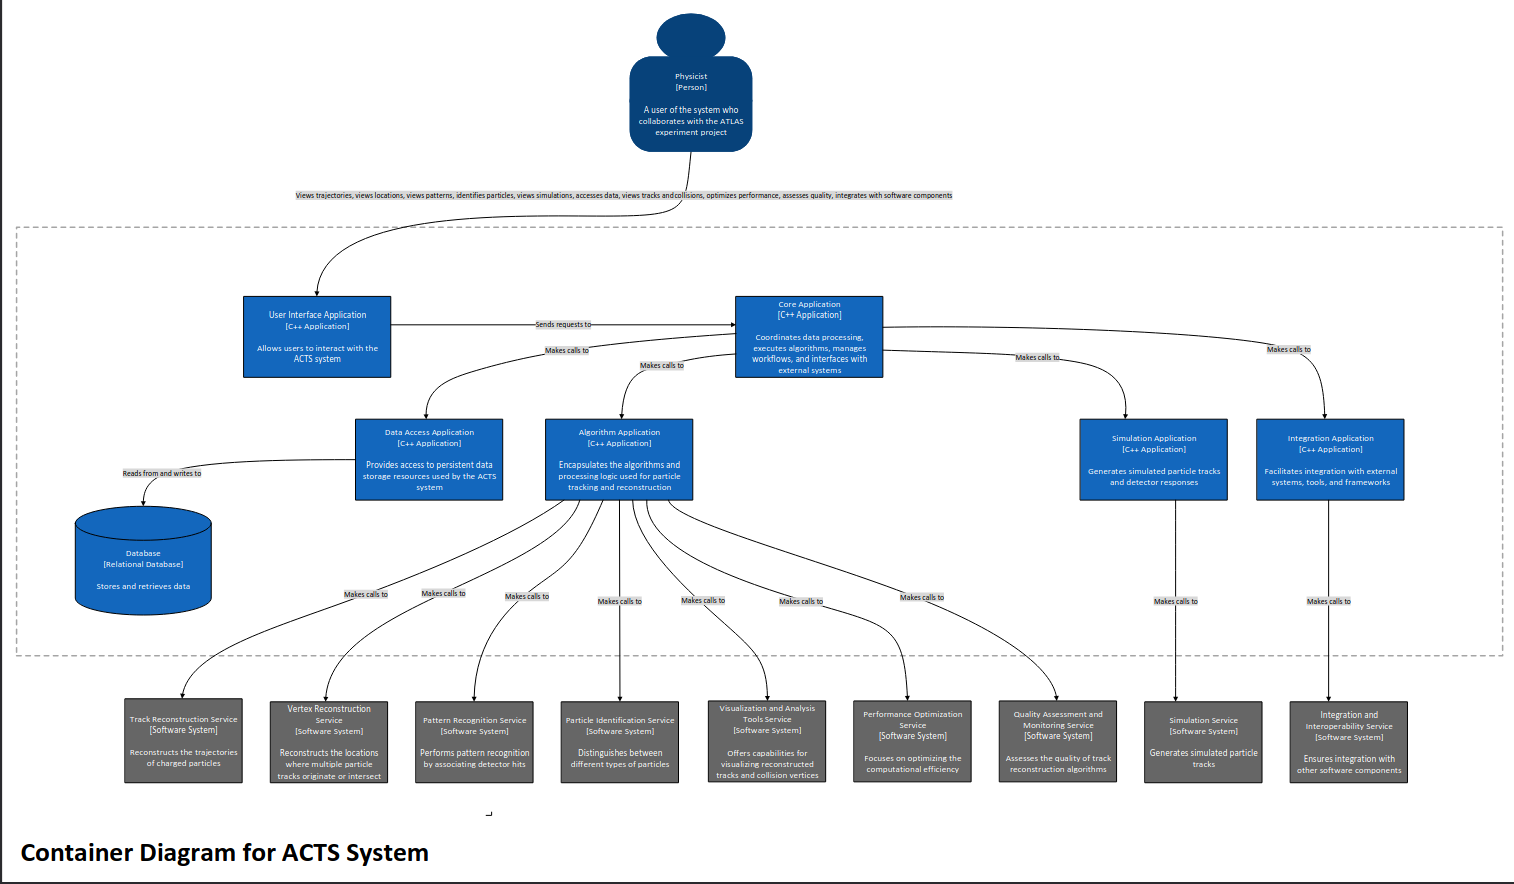 Physicist
[Person]
A user of the system who
collaborates with the ATLAS
experiment project
Views trajectories, views locations, views patterns, identifies particles, views simulations, accesses data, views tracks and collisions, optimizes performance, assesses quality, integrates with software components
User Interface Application
[C++ Application]
Allows users to interact with the
ACTS system
Sends requests to
Core Application
[C++ Application]
Coordinates data processing,
executes algorithms, manages
workflows, and interfaces with
external systems
Makes calls to
Makes calls to
Makes calls to
Makes calls to
Data Access Application
[C++ Application]
Provides access to persistent data
storage resources used by the ACTS
system
Algorithm Application
[C++ Application]
Encapsulates the algorithms and
processing logic used for particle
tracking and reconstruction
Simulation Application
[C++ Application]
Generates simulated particle tracks
and detector responses
Integration Application
[C++ Application]
Facilitates integration with external
systems, tools, and frameworks
Reads from and writes to
Database
[Relational Database]
Stores and retrieves data
Makes calls to
Makes calls to
Makes calls to
Makes calls to
Makes calls to
Makes calls to
Makes calls to
Makes calls to
Makes calls to
Track Reconstruction Service
[Software System]
Reconstructs the trajectories
of charged particles
Vertex Reconstruction
Service
[Software System]
Reconstructs the locations
where multiple particle
tracks originate or intersect
Pattern Recognition Service
[Software System]
Performs pattern recognition
by associating detector hits
Particle Identification Service
[Software System]
Distinguishes between
different types of particles
Visualization and Analysis
Tools Service
[Software System]
Offers capabilities for
visualizing reconstructed
tracks and collision vertices
Performance Optimization
Service
[Software System]
Focuses on optimizing the
computational efficiency
Quality Assessment and
Monitoring Service
[Software System]
Assesses the quality of track
reconstruction algorithms
Simulation Service
[Software System]
Generates simulated particle
tracks
Integration and
Interoperability Service
[Software System]
Ensures integration with
other software components
Container Diagram for ACTS System